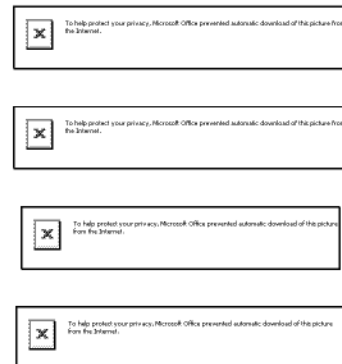 To help protect your privacy, Microsoft Office prevented automatic download of this picture from
the Internet.
To help protect your privacy, Microsoft Office prevented automatic download of this picture from
the Internet.
To help protect your privacy, Microsoft Office prevented automatic download of this picture
from the Internet.
To help protect your privacy, Microsoft Office prevented automatic download of this picture
from the Internet.